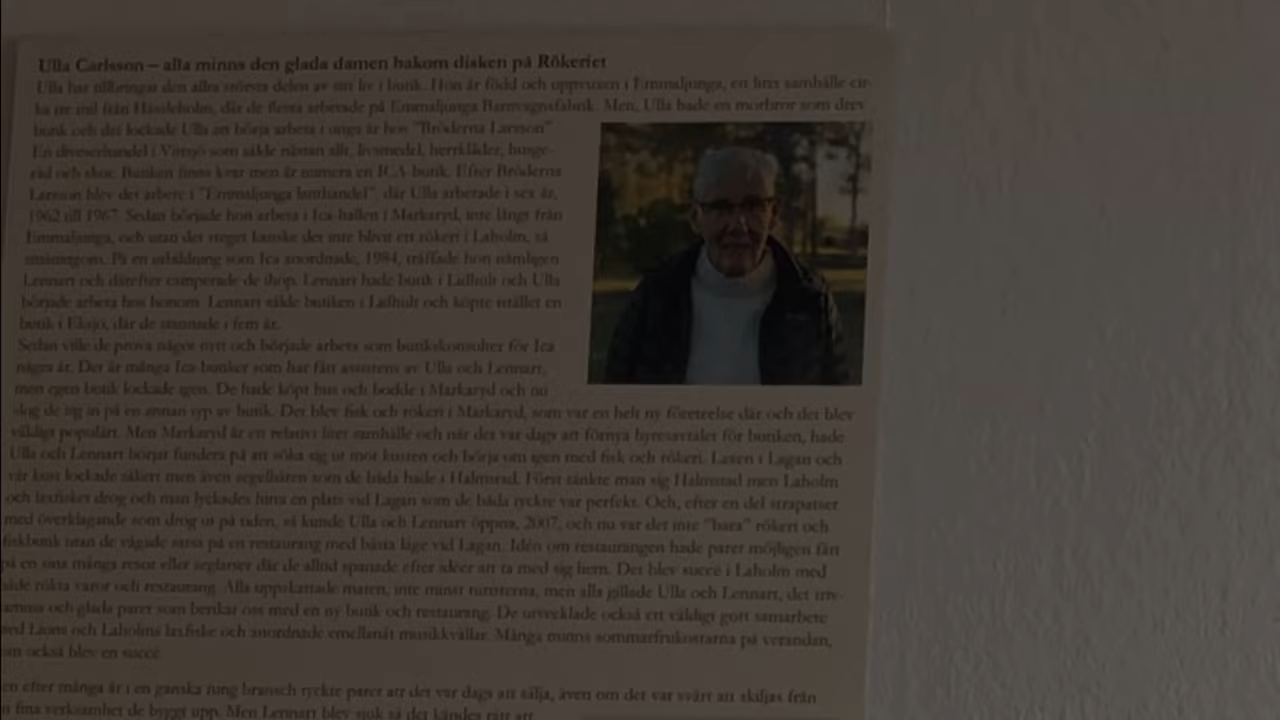 Ulla Carlsson – alla minns den glada damen bakom disken på Rökeriet
Ulla har tillbringat den allra största delen av sitt liv i butik. Hon är född och uppvuxen i Emmaljunga, en litet samhälle cir-
ka tre mil från Hässleholm, där de flesta arbetade på Emmaljunga Barnvagnsfabrik. Men, Ulla hade en morbror som drev
butik och det lockade Ulla att börja arbeta i unga år hos "Bröderna Larsson"
En diversehandel i Vittsjö som sålde nästan allt, livsmedel, herrkläder, husge-
råd och skor. Butiken finns kvar men är numera en ICA-butik. Efter Bröderna
Larsson blev det arbete i "Emmaljunga lanthandel", där Ulla arbetade i sex år,
1962 till 1967. Sedan började hon arbeta i Ica-hallen i Markaryd, inte långt från
Emmaljunga, och utan det steget kanske det inte blivit ett rökeri i Laholm, så
småningom. På en utbildning som Ica anordnade, 1984, träffade hon nämligen
Lennart och därefter kamperade de ihop. Lennart hade butik i Lidhult och Ulla
började arbeta hos honom. Lennart sålde butiken i Lidhult och köpte istället en
butik i Eksjö, där de stannade i fem år.
Sedan ville de prova något nytt och började arbeta som butikskonsulter för Ica
några år. Det är många Ica-butiker som har fått assistens av Ulla och Lennart,
men egen butik lockade igen. De hade köpt hus och bodde i Markaryd och nu
slog de sig in på en annan typ av butik. Det blev fisk och rökeri i Markaryd, som var en helt ny företeelse där och det blev
väldigt populärt. Men Markaryd är en relativt litet samhälle och när det var dags att förnya hyresavtalet för butiken, hade
Ulla och Lennart börjat fundera på att söka sig ut mot kusten och börja om igen med fisk och rökeri. Laxen i Lagan och
vår kust lockade säkert men även segelbåten som de båda hade i Halmstad. Först tänkte man sig Halmstad men Laholm
och laxfisket drog och man lyckades hitta en plats vid Lagan som de båda tyckte var perfekt. Och, efter en del strapatser
med överklagande som drog ut på tiden, så kunde Ulla och Lennart öppna, 2007, och nu var det inte "bara" rökeri och
fiskbutik utan de vågade satsa på en restaurang med bästa läge vid Lagan. Idén om restaurangen hade paret möjligen fått
på en sina många resor eller seglatser där de alltid spanade efter idéer att ta med sig hem. Det blev succé i Laholm med
både rökta varor och restaurang. Alla uppskattade maten, inte minst turisterna, men alla gillade Ulla och Lennart, det triv-
samma och glada paret som berikat oss med en ny butik och restaurang. De utvecklade också ett väldigt gott samarbete
med Lions och Laholms laxfiske och anordnade emellanåt musikkvällar. Många minns sommarfrukostarna på verandan,
som också blev en succé.
en efter många år i en ganska tung bransch tyckte paret att det var dags att sälja, även om det var svårt att skiljas från
n fina verksamhet de byggt upp. Men Lennart blev sjuk så det kändes rätt att